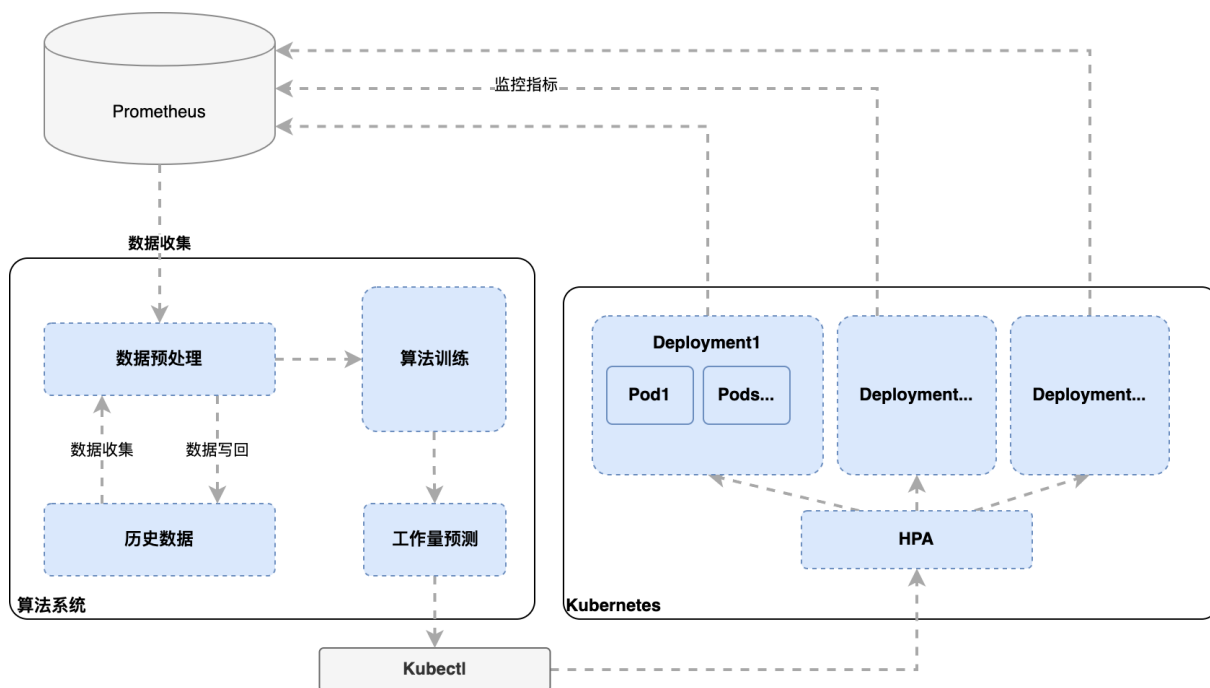 监控指标
Prometheus
数据收集
数据预处理
算法训练
数据收集
数据写回
历史数据
工作量预测
算法系统
Deployment1
Pod1
Pods...
Deployment...
Deployment...
HPA
Kubernetes
Kubectl